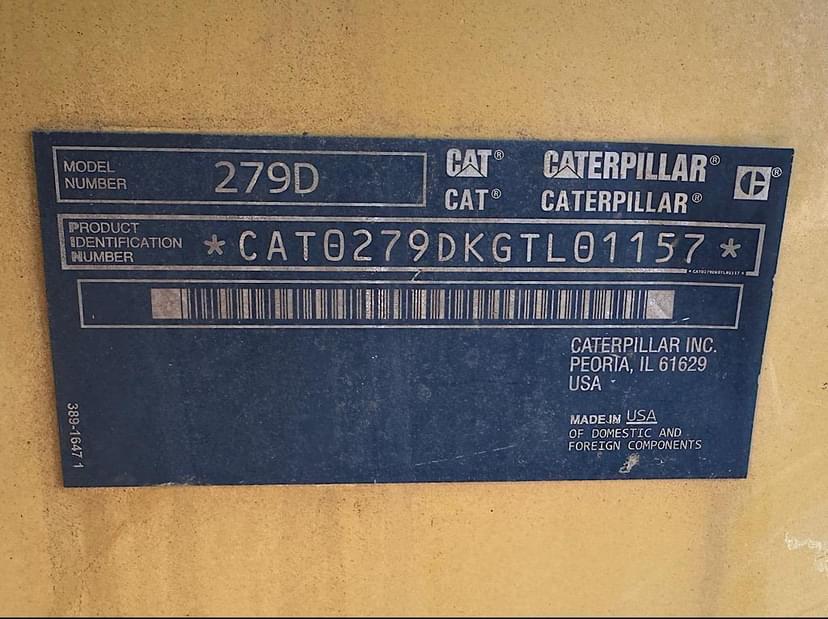 MODEL
NUMBER
279D
CAT® CATERPILLAR® ®
CAT® CATERPILLAR®
PRODUCT
IDENTIFICATION
NUMBER
*CAT0279DKGTL01157*
*CAT0279DKGTL01157*
CATERPILLAR INC.
PEORIA, IL 61629
USA
MADE IN USA
OF DOMESTIC AND
FOREIGN COMPONENTS
389-1647 1